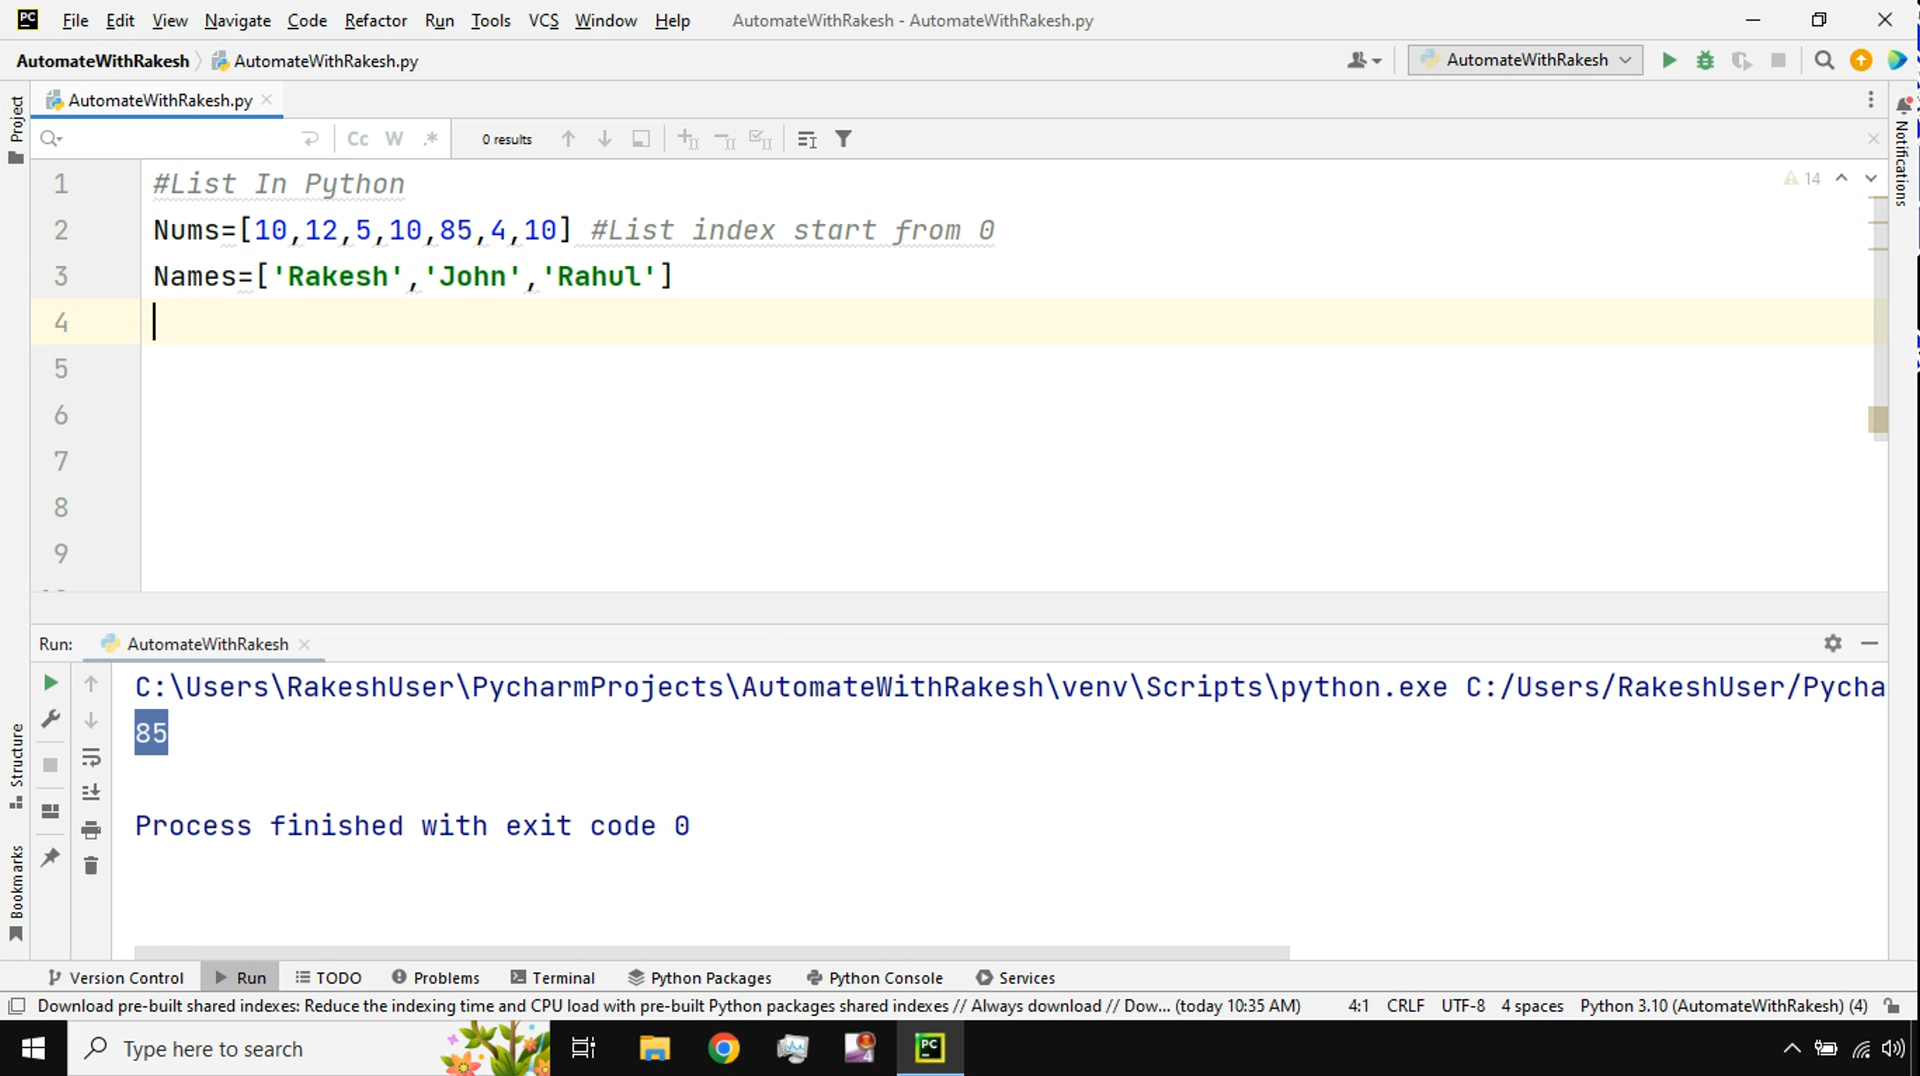 PC File Edit View Navigate Code Refactor Run Tools VCS Window Help AutomateWithRakesh - AutomateWithRakesh.py
AutomateWithRakesh AutomateWithRakesh.py AutomateWithRakesh
Project
AutomateWithRakesh.py
Notifications
Cc W .* 0 results
14
1 #List In Python
2 Nums=[10,12,5,10,85,4,10] #List index start from 0
3 Names=['Rakesh','John','Rahul']
4
5
6
7
8
9
Run: AutomateWithRakesh
C:\Users\RakeshUser\PycharmProjects\AutomateWithRakesh\venv\Scripts\python.exe C:/Users/RakeshUser/Pycha
85
Process finished with exit code 0
Structure
Bookmarks
Version Control Run TODO Problems Terminal Python Packages Python Console Services
Download pre-built shared indexes: Reduce the indexing time and CPU load with pre-built Python packages shared indexes // Always download // Dow... (today 10:35 AM) 4:1 CRLF UTF-8 4 spaces Python 3.10 (AutomateWithRakesh) (4)
Type here to search 4 PC